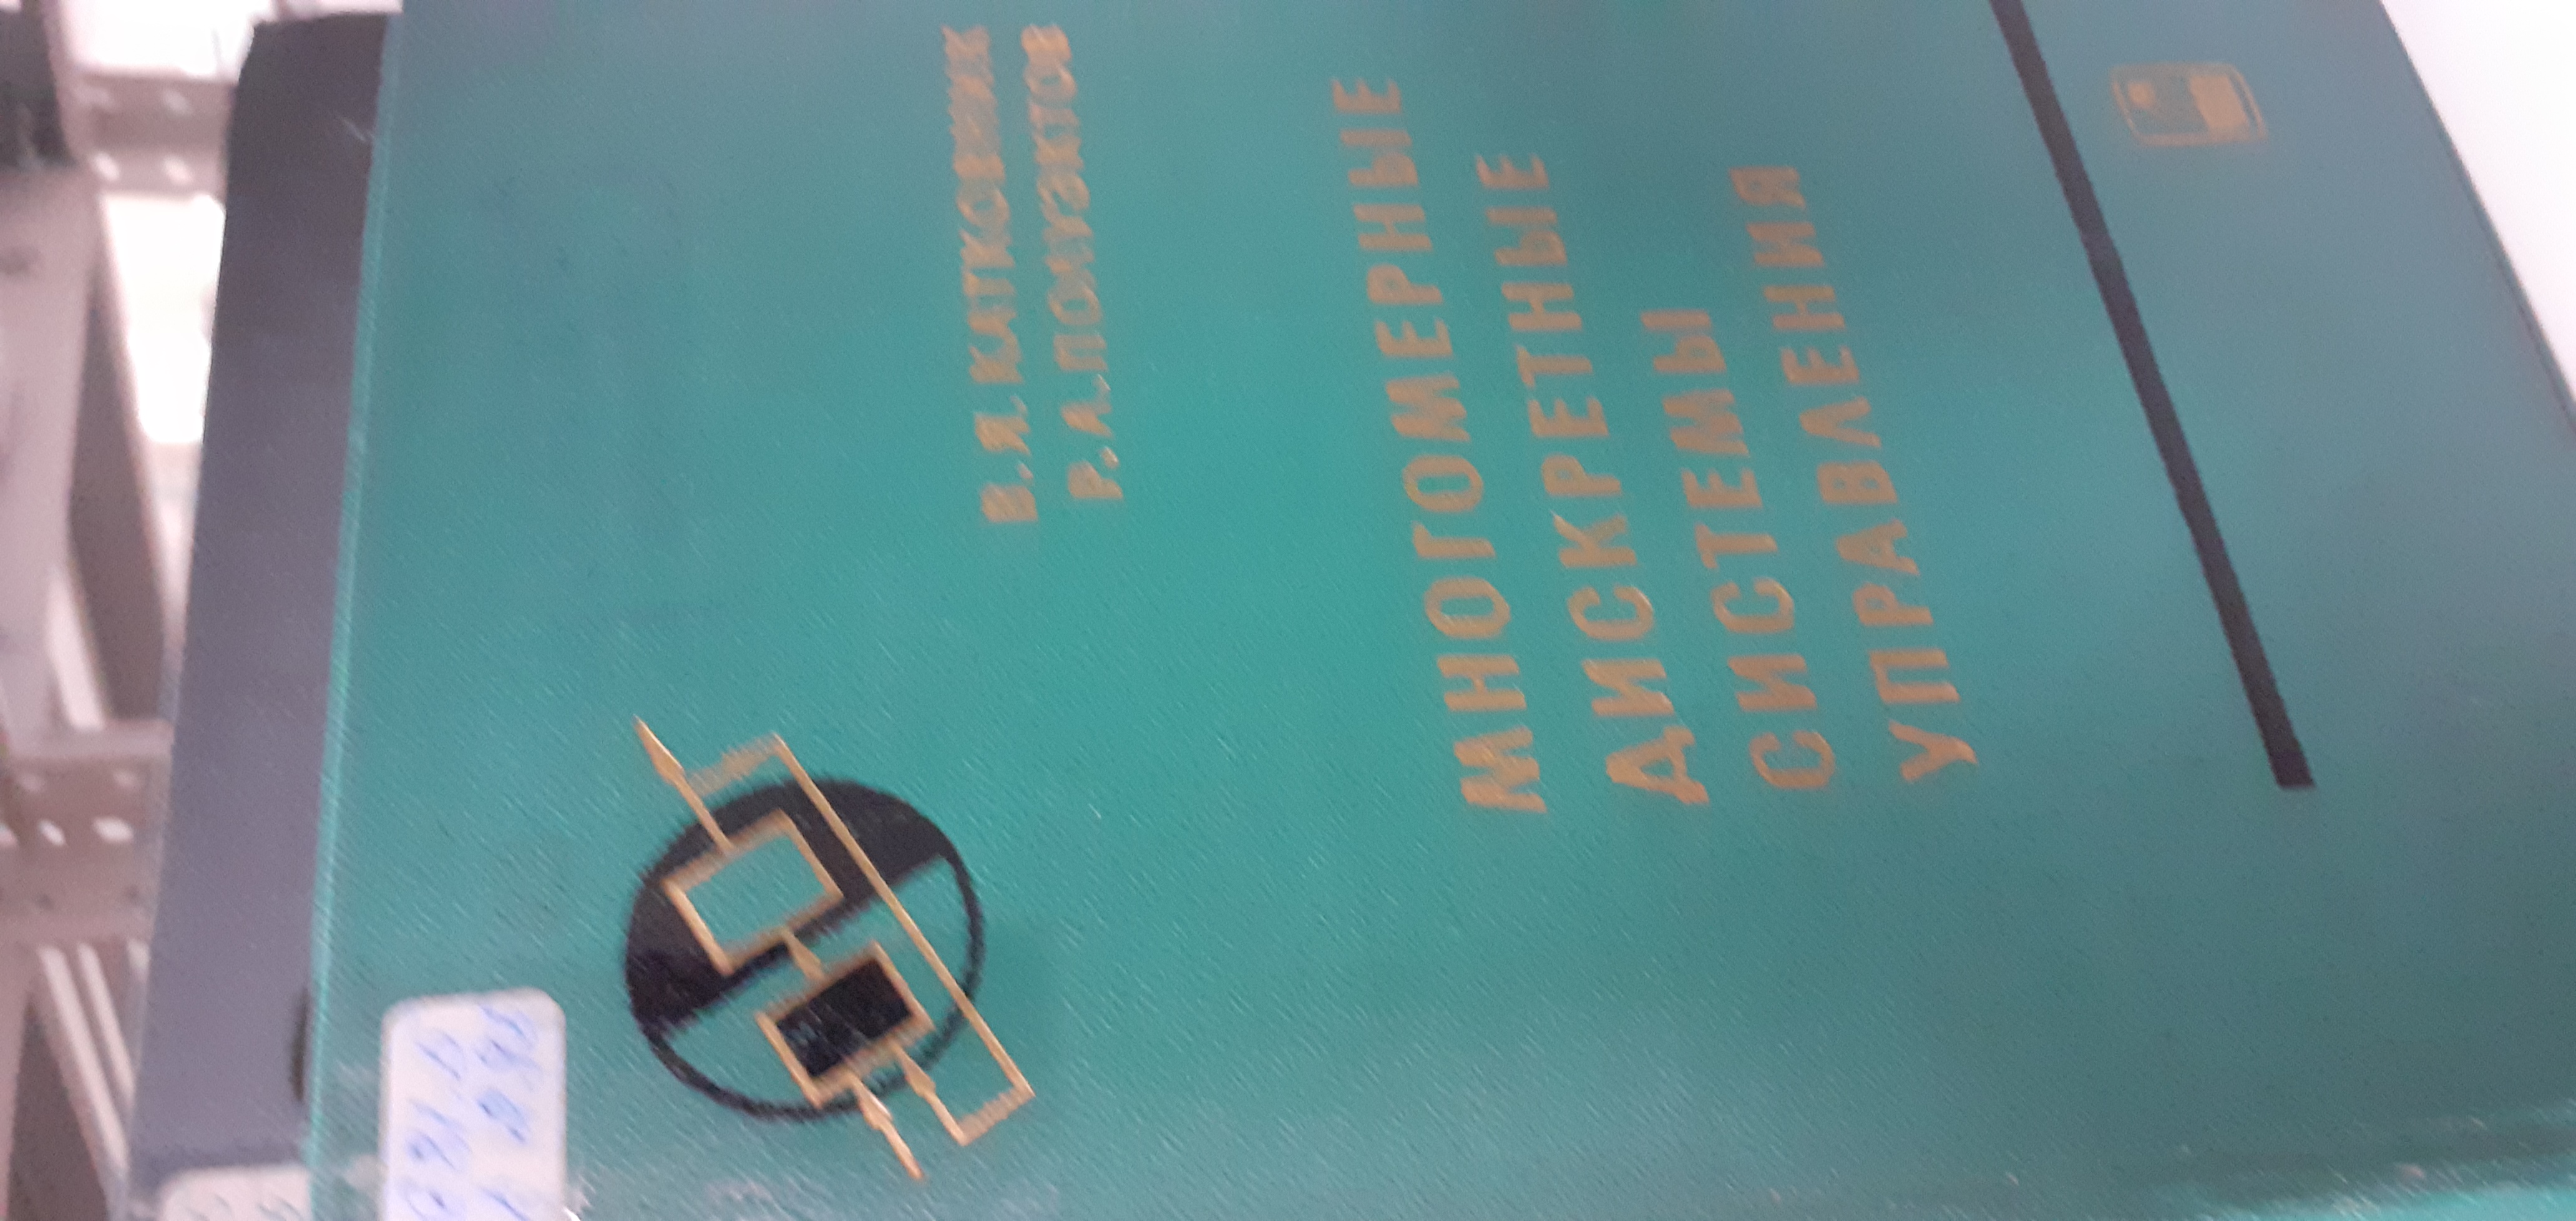 В.Я. КАТКОВНИК
Р.А. ПОЛУЭКТОВ
МНОГОМЕРНЫЕ
ДИСКРЕТНЫЕ
СИСТЕМЫ
УПРАВЛЕНИЯ